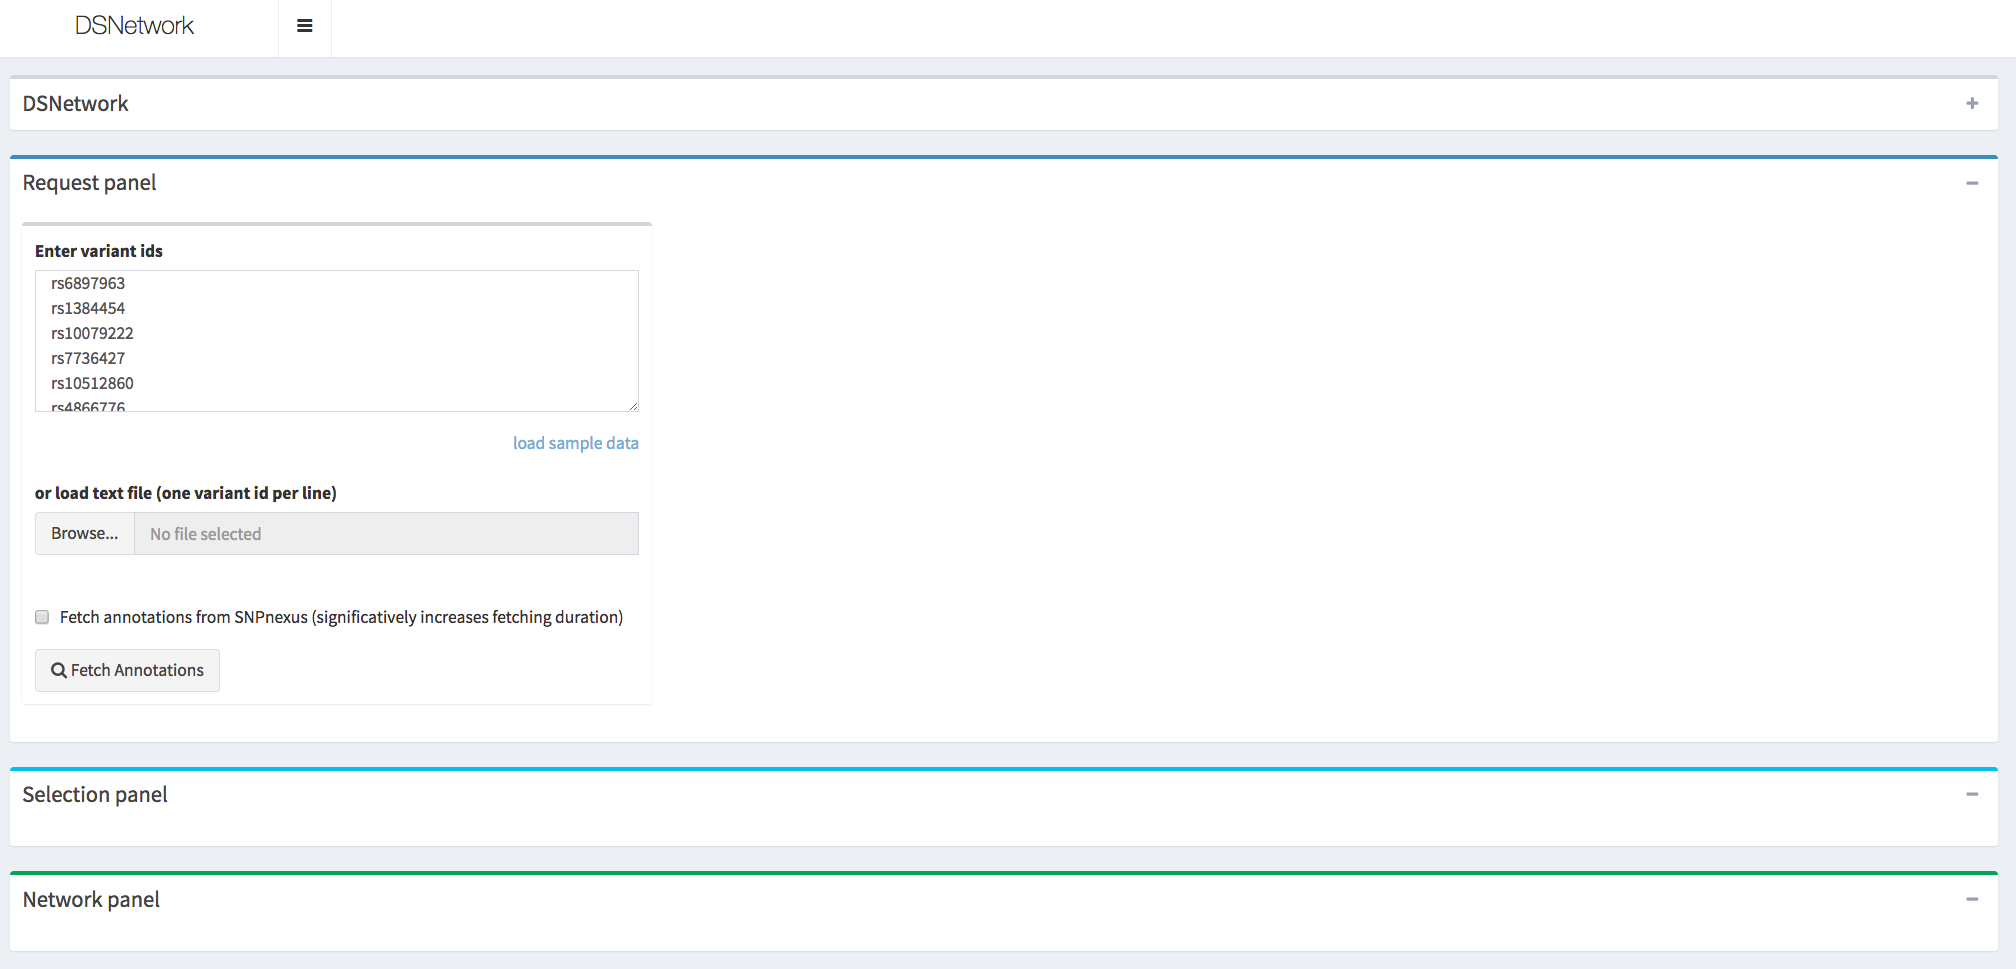 DSNetwork
DSNetwork
Request panel
Enter variant ids
rs6897963
rs1384454
rs10079222
rs7736427
rs10512860
rs4866776
load sample data
or load text file (one variant id per line)
Browse... No file selected
Fetch annotations from SNPnexus (significatively increases fetching duration)
Fetch Annotations
Selection panel
Network panel